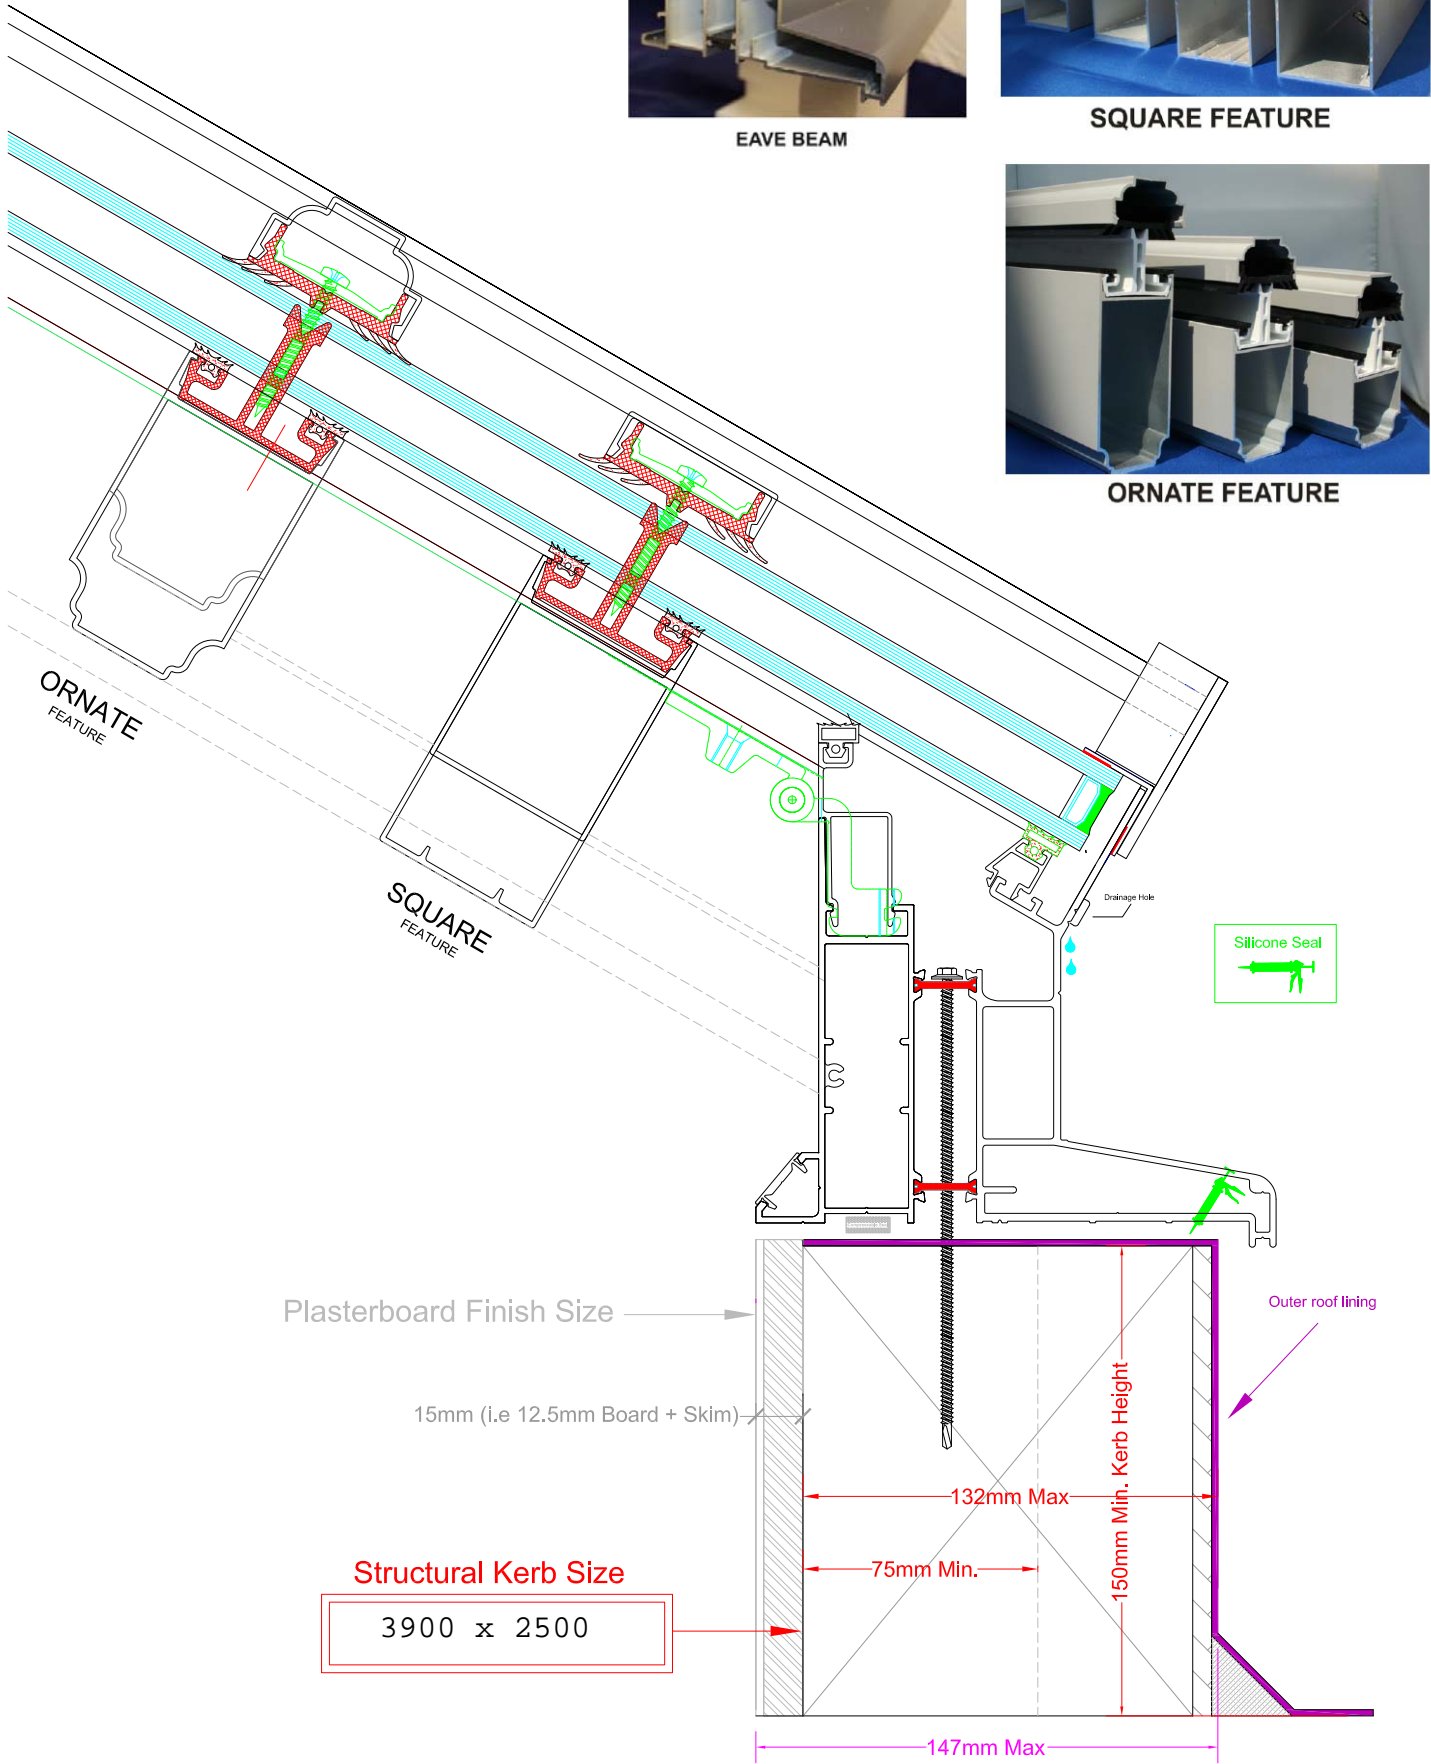 EAVE BEAM
SQUARE FEATURE
ORNATE FEATURE
ORNATE
FEATURE
SQUARE
FEATURE
Drainage Hole
Silicone Seal
Plasterboard Finish Size
Outer roof lining
15mm (i.e 12.5mm Board + Skim)
150mm Min. Kerb Height
132mm Max
75mm Min.
Structural Kerb Size
3900 x 2500
147mm Max